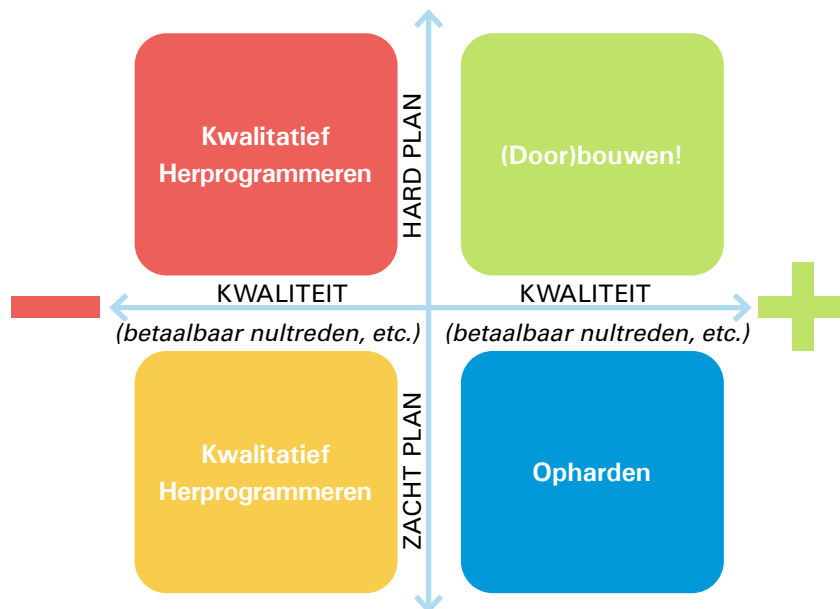 Kwalitatief
Herprogrammeren
HARD PLAN
(Door)bouwen!
KWALITEIT
KWALITEIT
(betaalbaar nultreden, etc.)
(betaalbaar nultreden, etc.)
Kwalitatief
Herprogrammeren
ZACHT PLAN
Opharden